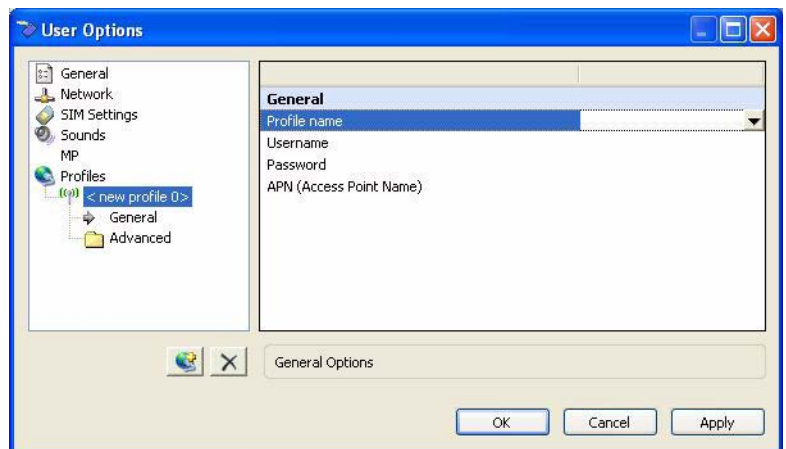 User Options
General
Network
SIM Settings
Sounds
MP
Profiles
< new profile 0>
General
Advanced
General
Profile name
Username
Password
APN (Access Point Name)
General Options
OK
Cancel
Apply